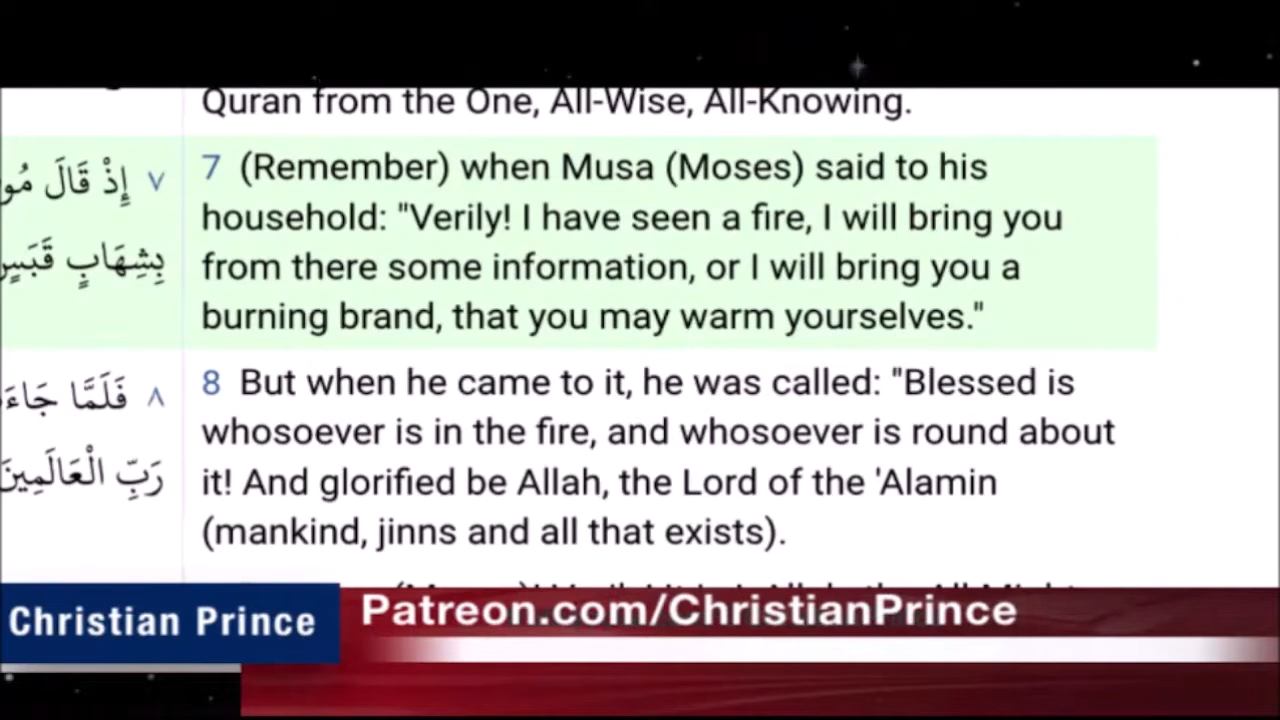 Quran from the One, All-Wise, All-Knowing.
٧ إِذْ قَالَ
7 (Remember) when Musa (Moses) said to his
household: "Verily! I have seen a fire, I will bring you
بِشِهَابٍ قَبَسٍ
from there some information, or I will bring you a
burning brand, that you may warm yourselves."
٨ فَلَمَّا
8 But when he came to it, he was called: "Blessed is
whosoever is in the fire, and whosoever is round about
رَبِّ الْعَالَمِينَ
it! And glorified be Allah, the Lord of the 'Alamin
(mankind, jinns and all that exists).
Christian Prince
Patreon.com/ChristianPrince